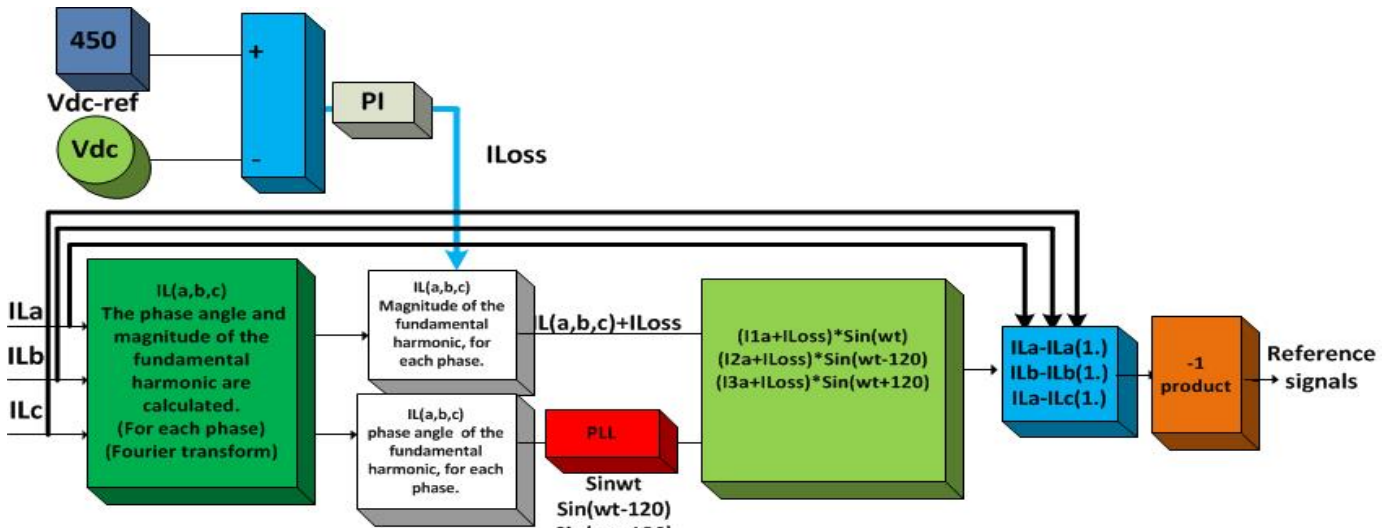 450
Vdc-ref
+
Vdc
-
PI
ILoss
ILa
ILb
ILc
IL(a,b,c)
The phase angle and
magnitude of the
fundamental
harmonic are
calculated.
(For each phase)
(Fourier transform)
IL(a,b,c)
Magnitude of the
fundamental
harmonic, for
each phase.
IL(a,b,c)+ILoss
IL(a,b,c)
phase angle of the
fundamental
harmonic, for each
phase.
PLL
Sinwt
Sin(wt-120)
(I1a+ILoss)*Sin(wt)
(I2a+ILoss)*Sin(wt-120)
(I3a+ILoss)*Sin(wt+120)
ILa-ILa(1.)
ILb-ILb(1.)
ILa-ILc(1.)
-1
product
Reference
signals